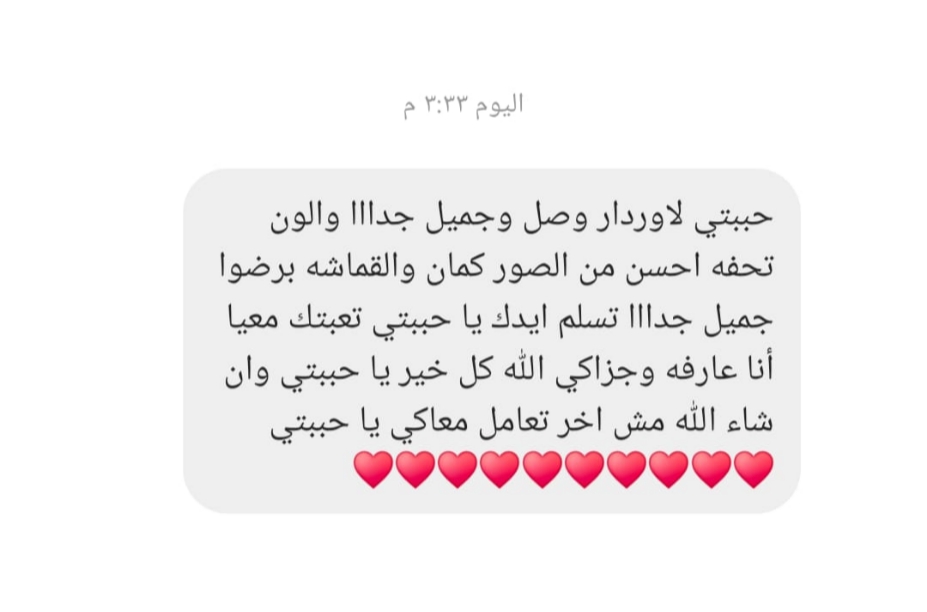 اليوم ٣:٣٣ م
حببتي لاوردار وصل وجميل جدااا والون
تحفه احسن من الصور كمان والقماشه برضوا
جميل جدااا تسلم ايدك يا حببتي تعبتك معيا
أنا عارفه وجزاكي الله كل خير يا حببتي وان
شاء الله مش اخر تعامل معاكي يا حببتي
❤️❤️❤️❤️❤️❤️❤️❤️❤️❤️